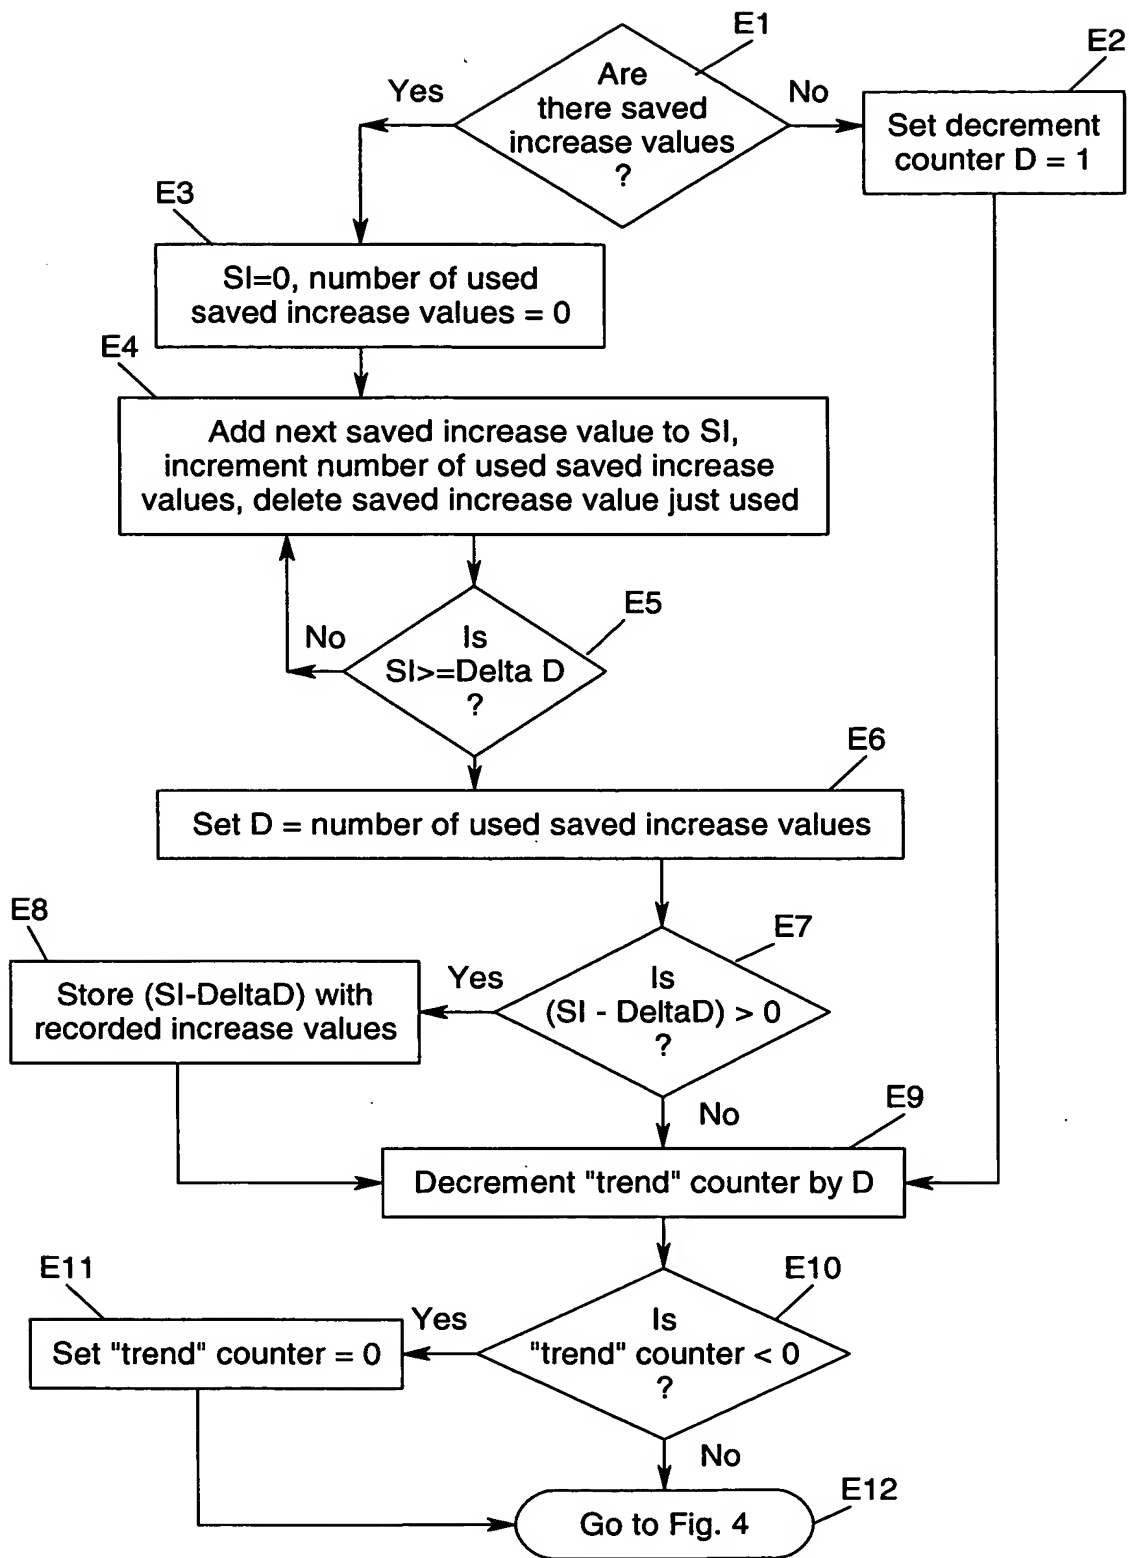 E1
Are
there saved
increase values
?
Yes
No
E2
Set decrement
counter D = 1
E3
SI=0, number of used
saved increase values = 0
E4
Add next saved increase value to SI,
increment number of used saved increase
values, delete saved increase value just used
E5
Is
SI>=Delta D
?
No
E6
Set D = number of used saved increase values
E7
Is
(SI - DeltaD) > 0
?
Yes
No
E8
Store (SI-DeltaD) with
recorded increase values
E9
Decrement "trend" counter by D
E10
Is
"trend" counter < 0
?
Yes
No
E11
Set "trend" counter = 0
E12
Go to Fig. 4